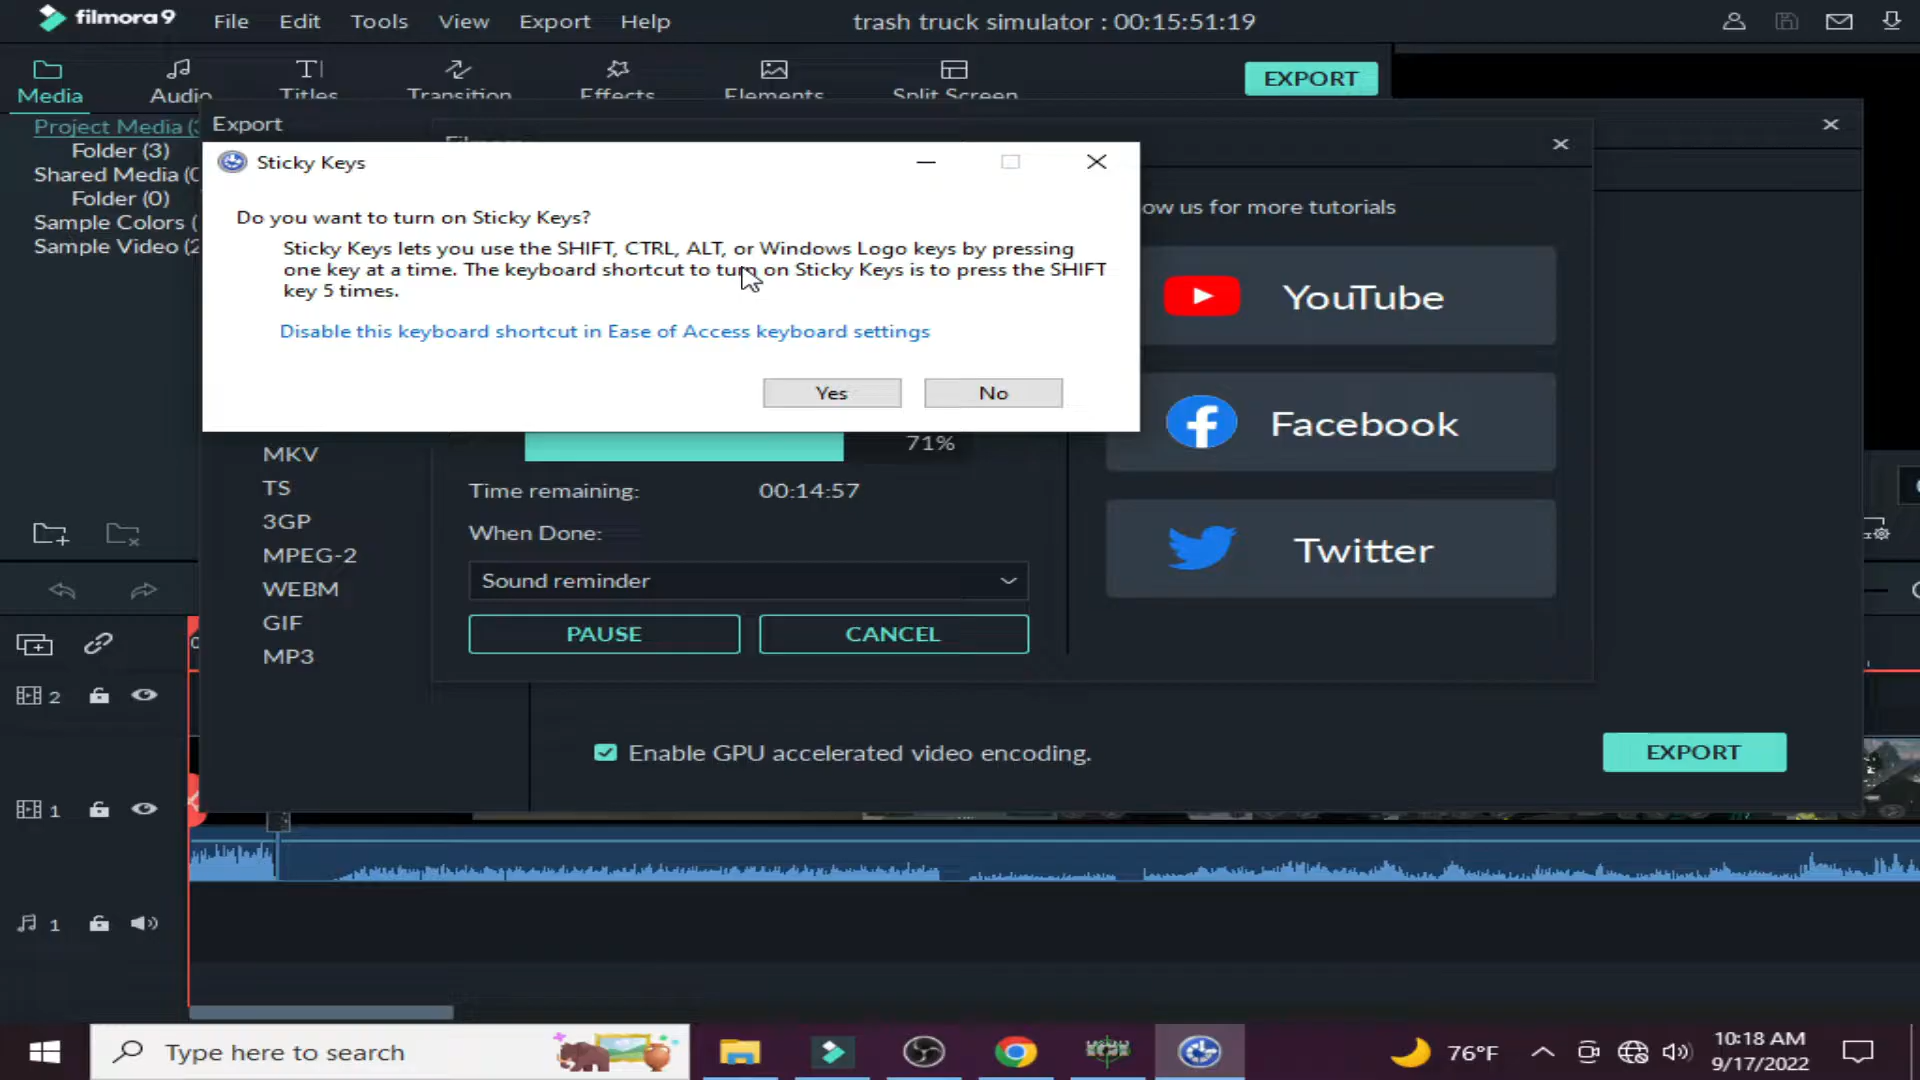 filmora9
File Edit Tools View Export Help
trash truck simulator : 00:15:51:19
Media Audio Titles Transition Effects Elements Split Screen
EXPORT
Project Media (
Folder (3)
Shared Media (0
Folder (0)
Sample Colors (
Sample Video (2
Export
Sticky Keys
Do you want to turn on Sticky Keys?
Sticky Keys lets you use the SHIFT, CTRL, ALT, or Windows Logo keys by pressing
one key at a time. The keyboard shortcut to turn on Sticky Keys is to press the SHIFT
key 5 times.
Disable this keyboard shortcut in Ease of Access keyboard settings
Yes No
ow us for more tutorials
YouTube
Facebook
Twitter
MKV
TS
3GP
MPEG-2
WEBM
GIF
MP3
71%
Time remaining: 00:14:57
When Done:
Sound reminder
PAUSE CANCEL
Enable GPU accelerated video encoding.
EXPORT
2
1
1
Type here to search
76°F
10:18 AM
9/17/2022